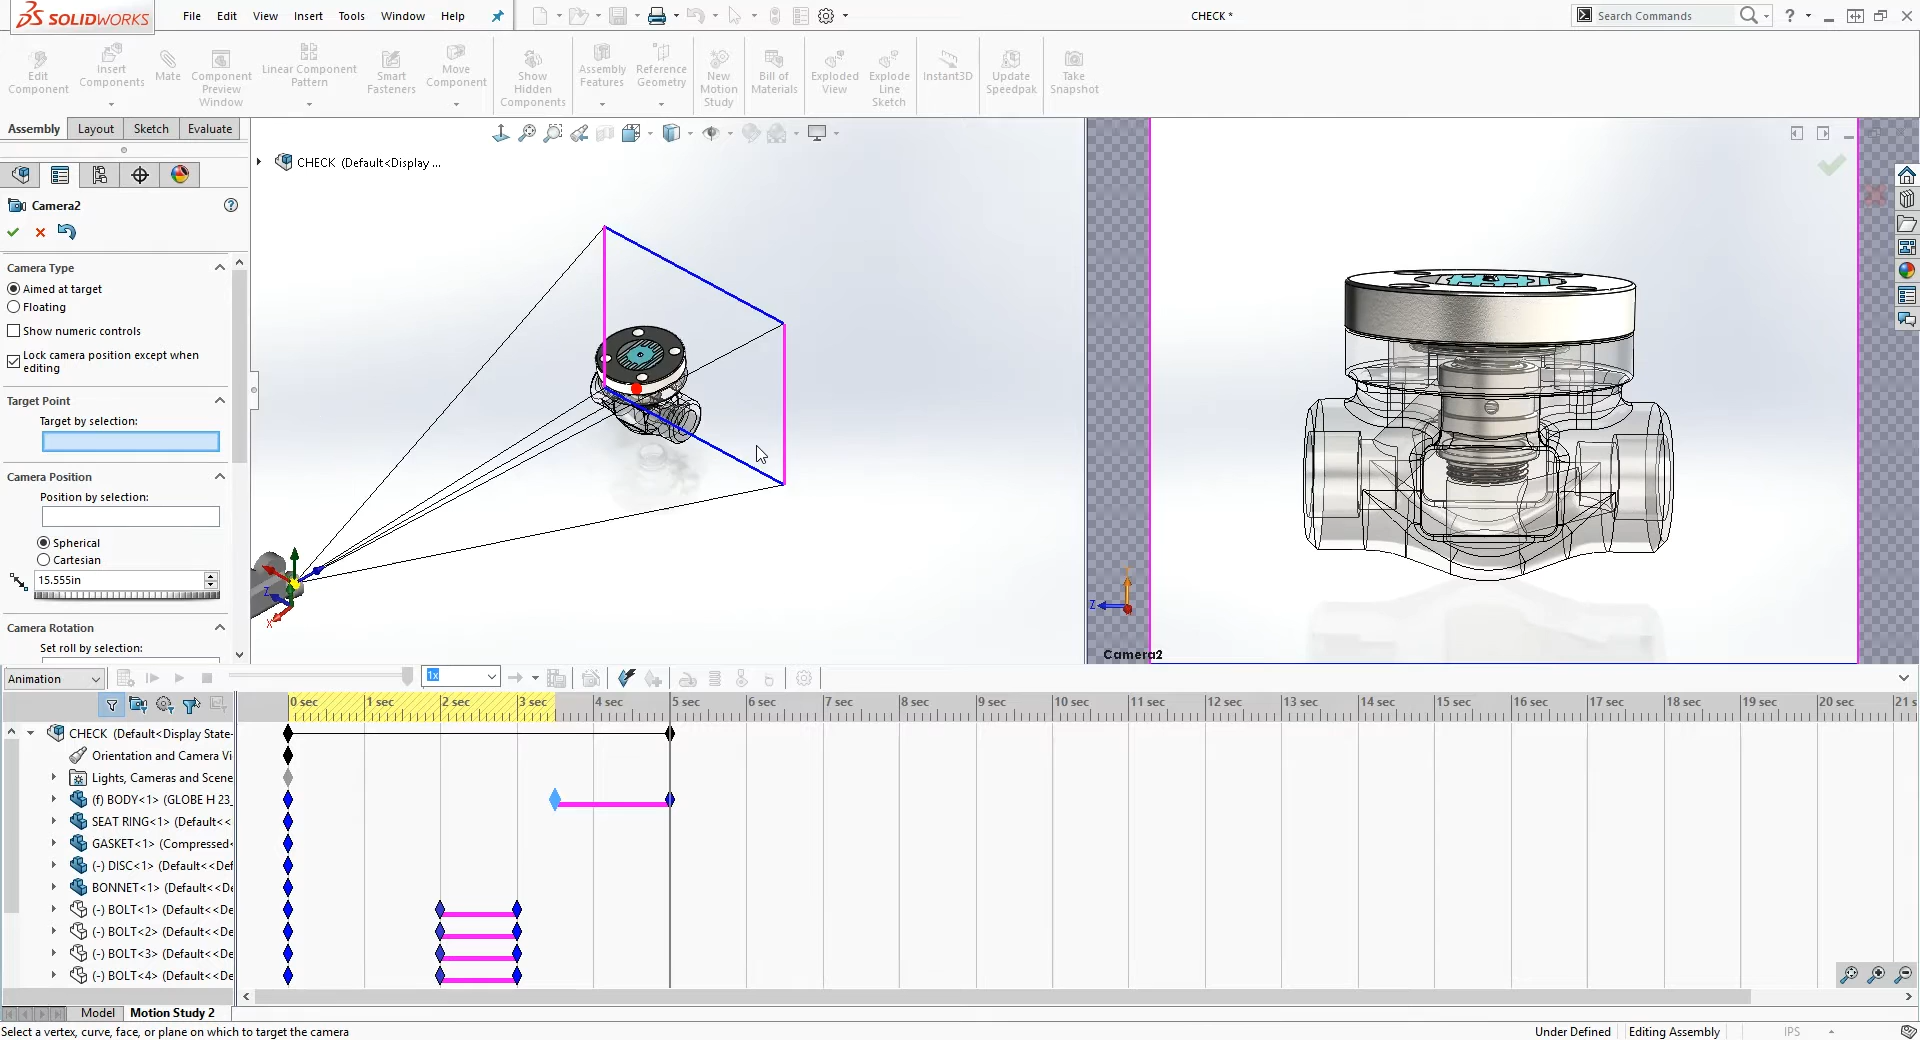 SOLIDWORKS
File Edit View Insert Tools Window Help
CHECK *
Search Commands
Edit Component
Insert Components
Mate
Component Preview Window
Linear Component Pattern
Smart Fasteners
Move Component
Show Hidden Components
Assembly Features
Reference Geometry
New Motion Study
Bill of Materials
Exploded View
Explode Line Sketch
Instant3D
Update Speedpak
Take Snapshot
Assembly Layout Sketch Evaluate
CHECK (Default<Display ...
Camera2
Camera Type
Aimed at target
Floating
Show numeric controls
Lock camera position except when
editing
Target Point
Target by selection:
Camera Position
Position by selection:
Spherical
Cartesian
15.555in
Camera Rotation
Set roll by selection:
Z
X
Z
Camera2
Animation
1x
0 sec 1 sec 2 sec 3 sec 4 sec 5 sec 6 sec 7 sec 8 sec 9 sec 10 sec 11 sec 12 sec 13 sec 14 sec 15 sec 16 sec 17 sec 18 sec 19 sec 20 sec 21 s
CHECK (Default<Display State-
Orientation and Camera Vi
Lights, Cameras and Scene
(f) BODY<1> (GLOBE H 23_
SEAT RING<1> (Default<<
GASKET<1> (Compressed<
(-) DISC<1> (Default<<Def
BONNET<1> (Default<<De
(-) BOLT<1> (Default<<De
(-) BOLT<2> (Default<<De
(-) BOLT<3> (Default<<De
(-) BOLT<4> (Default<<De
Model Motion Study 2
Select a vertex, curve, face, or plane on which to target the camera
Under Defined Editing Assembly IPS